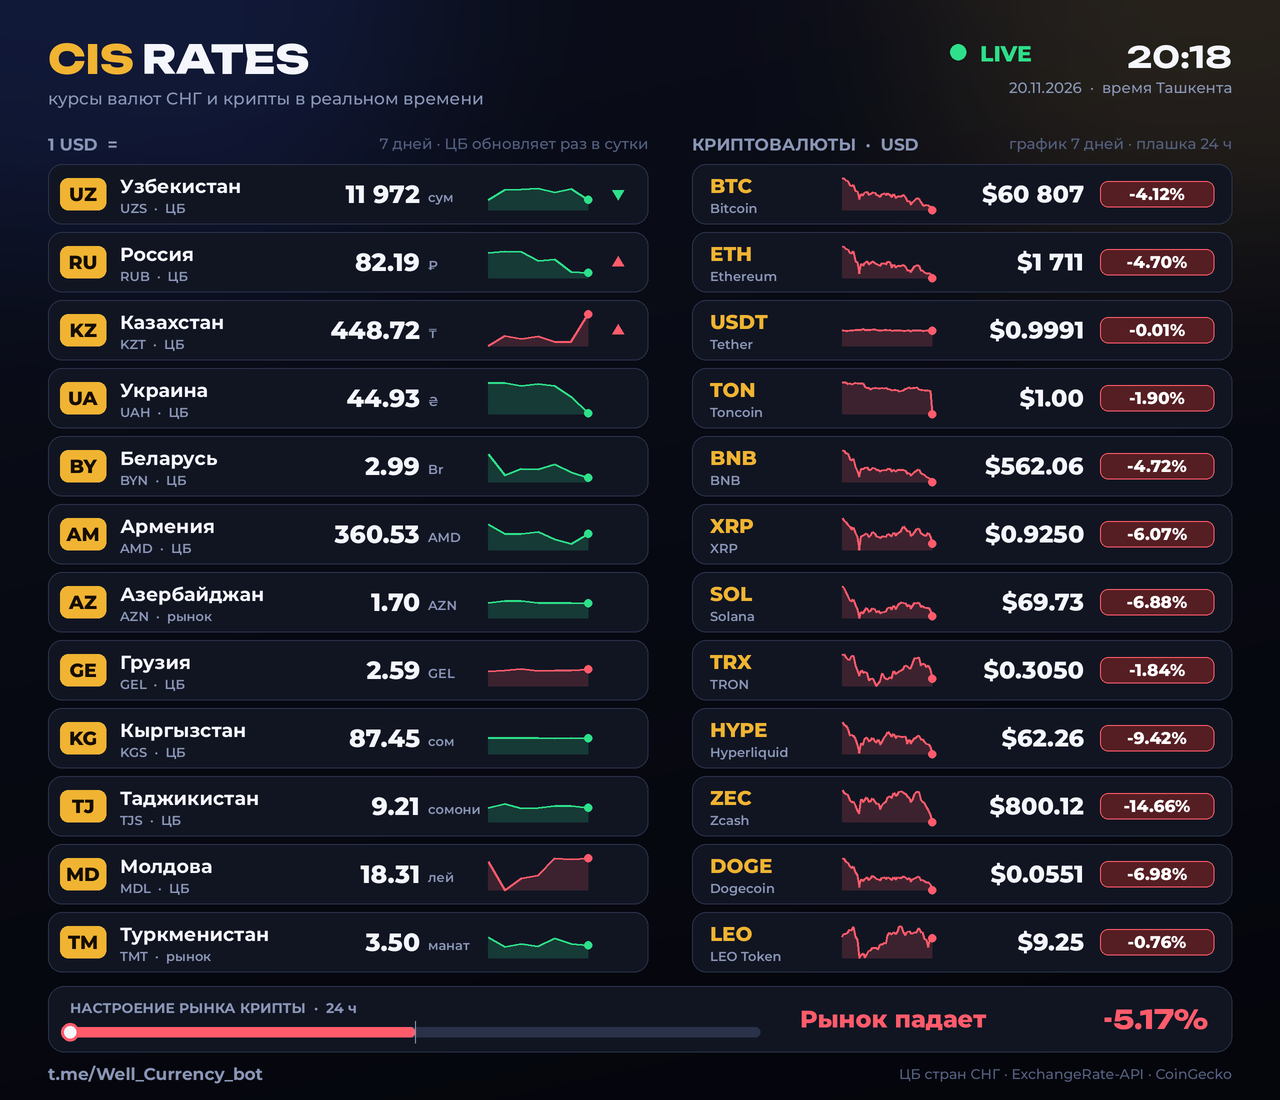 CIS RATES
курсы валют СНГ и крипты в реальном времени
LIVE
20:18
20.11.2026 · время Ташкента
1 USD =
7 дней · ЦБ обновляет раз в сутки
UZ Узбекистан 11 972 сум ▼
UZS · ЦБ
RU Россия 82.19 ₽ ▲
RUB · ЦБ
KZ Казахстан 448.72 ₸ ▲
KZT · ЦБ
UA Украина 44.93 ₴
UAH · ЦБ
BY Беларусь 2.99 Br
BYN · ЦБ
AM Армения 360.53 AMD
AMD · ЦБ
AZ Азербайджан 1.70 AZN
AZN · рынок
GE Грузия 2.59 GEL
GEL · ЦБ
KG Кыргызстан 87.45 сом
KGS · ЦБ
TJ Таджикистан 9.21 сомони
TJS · ЦБ
MD Молдова 18.31 лей
MDL · ЦБ
TM Туркменистан 3.50 манат
TMT · рынок
КРИПТОВАЛЮТЫ · USD
график 7 дней · плашка 24 ч
BTC $60 807 -4.12%
Bitcoin
ETH $1 711 -4.70%
Ethereum
USDT $0.9991 -0.01%
Tether
TON $1.00 -1.90%
Toncoin
BNB $562.06 -4.72%
BNB
XRP $0.9250 -6.07%
XRP
SOL $69.73 -6.88%
Solana
TRX $0.3050 -1.84%
TRON
HYPE $62.26 -9.42%
Hyperliquid
ZEC $800.12 -14.66%
Zcash
DOGE $0.0551 -6.98%
Dogecoin
LEO $9.25 -0.76%
LEO Token
НАСТРОЕНИЕ РЫНКА КРИПТЫ · 24 ч
Рынок падает -5.17%
t.me/Well_Currency_bot
ЦБ стран СНГ · ExchangeRate-API · CoinGecko